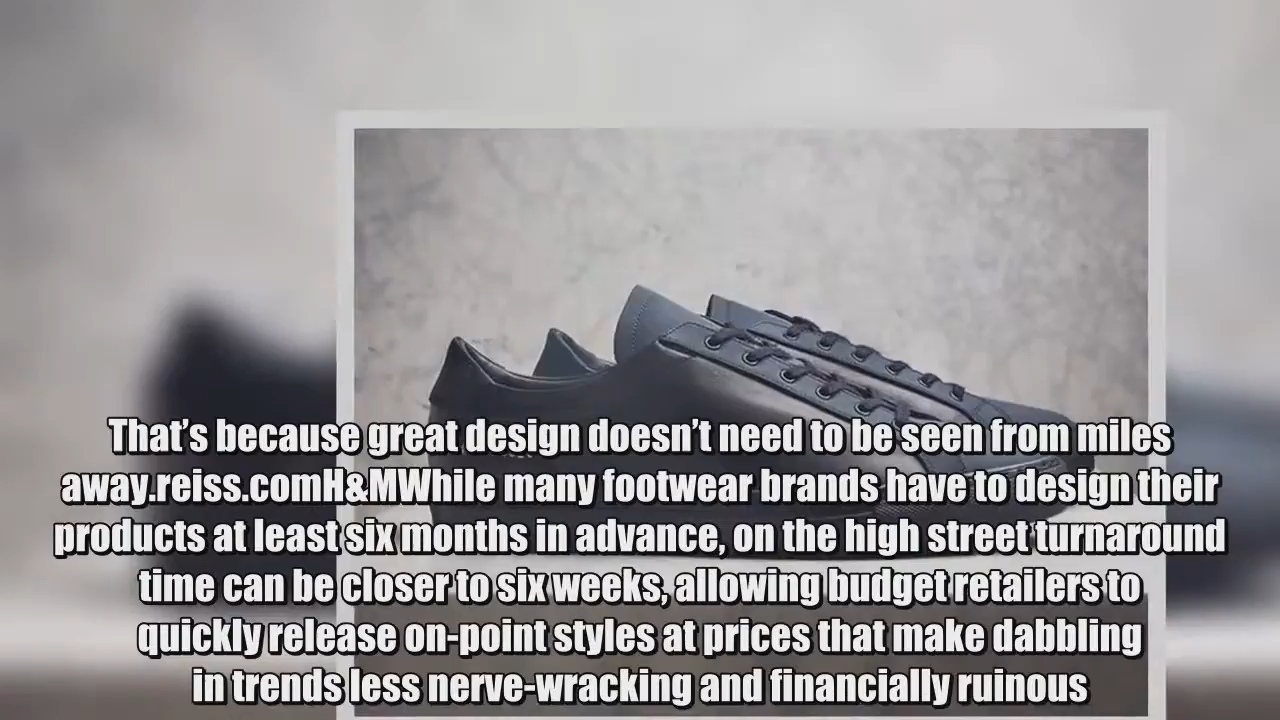 That’s because great design doesn’t need to be seen from miles
away.reiss.comH&MWhile many footwear brands have to design their
products at least six months in advance, on the high street turnaround
time can be closer to six weeks, allowing budget retailers to
quickly release on-point styles at prices that make dabbling
in trends less nerve-wracking and financially ruinous